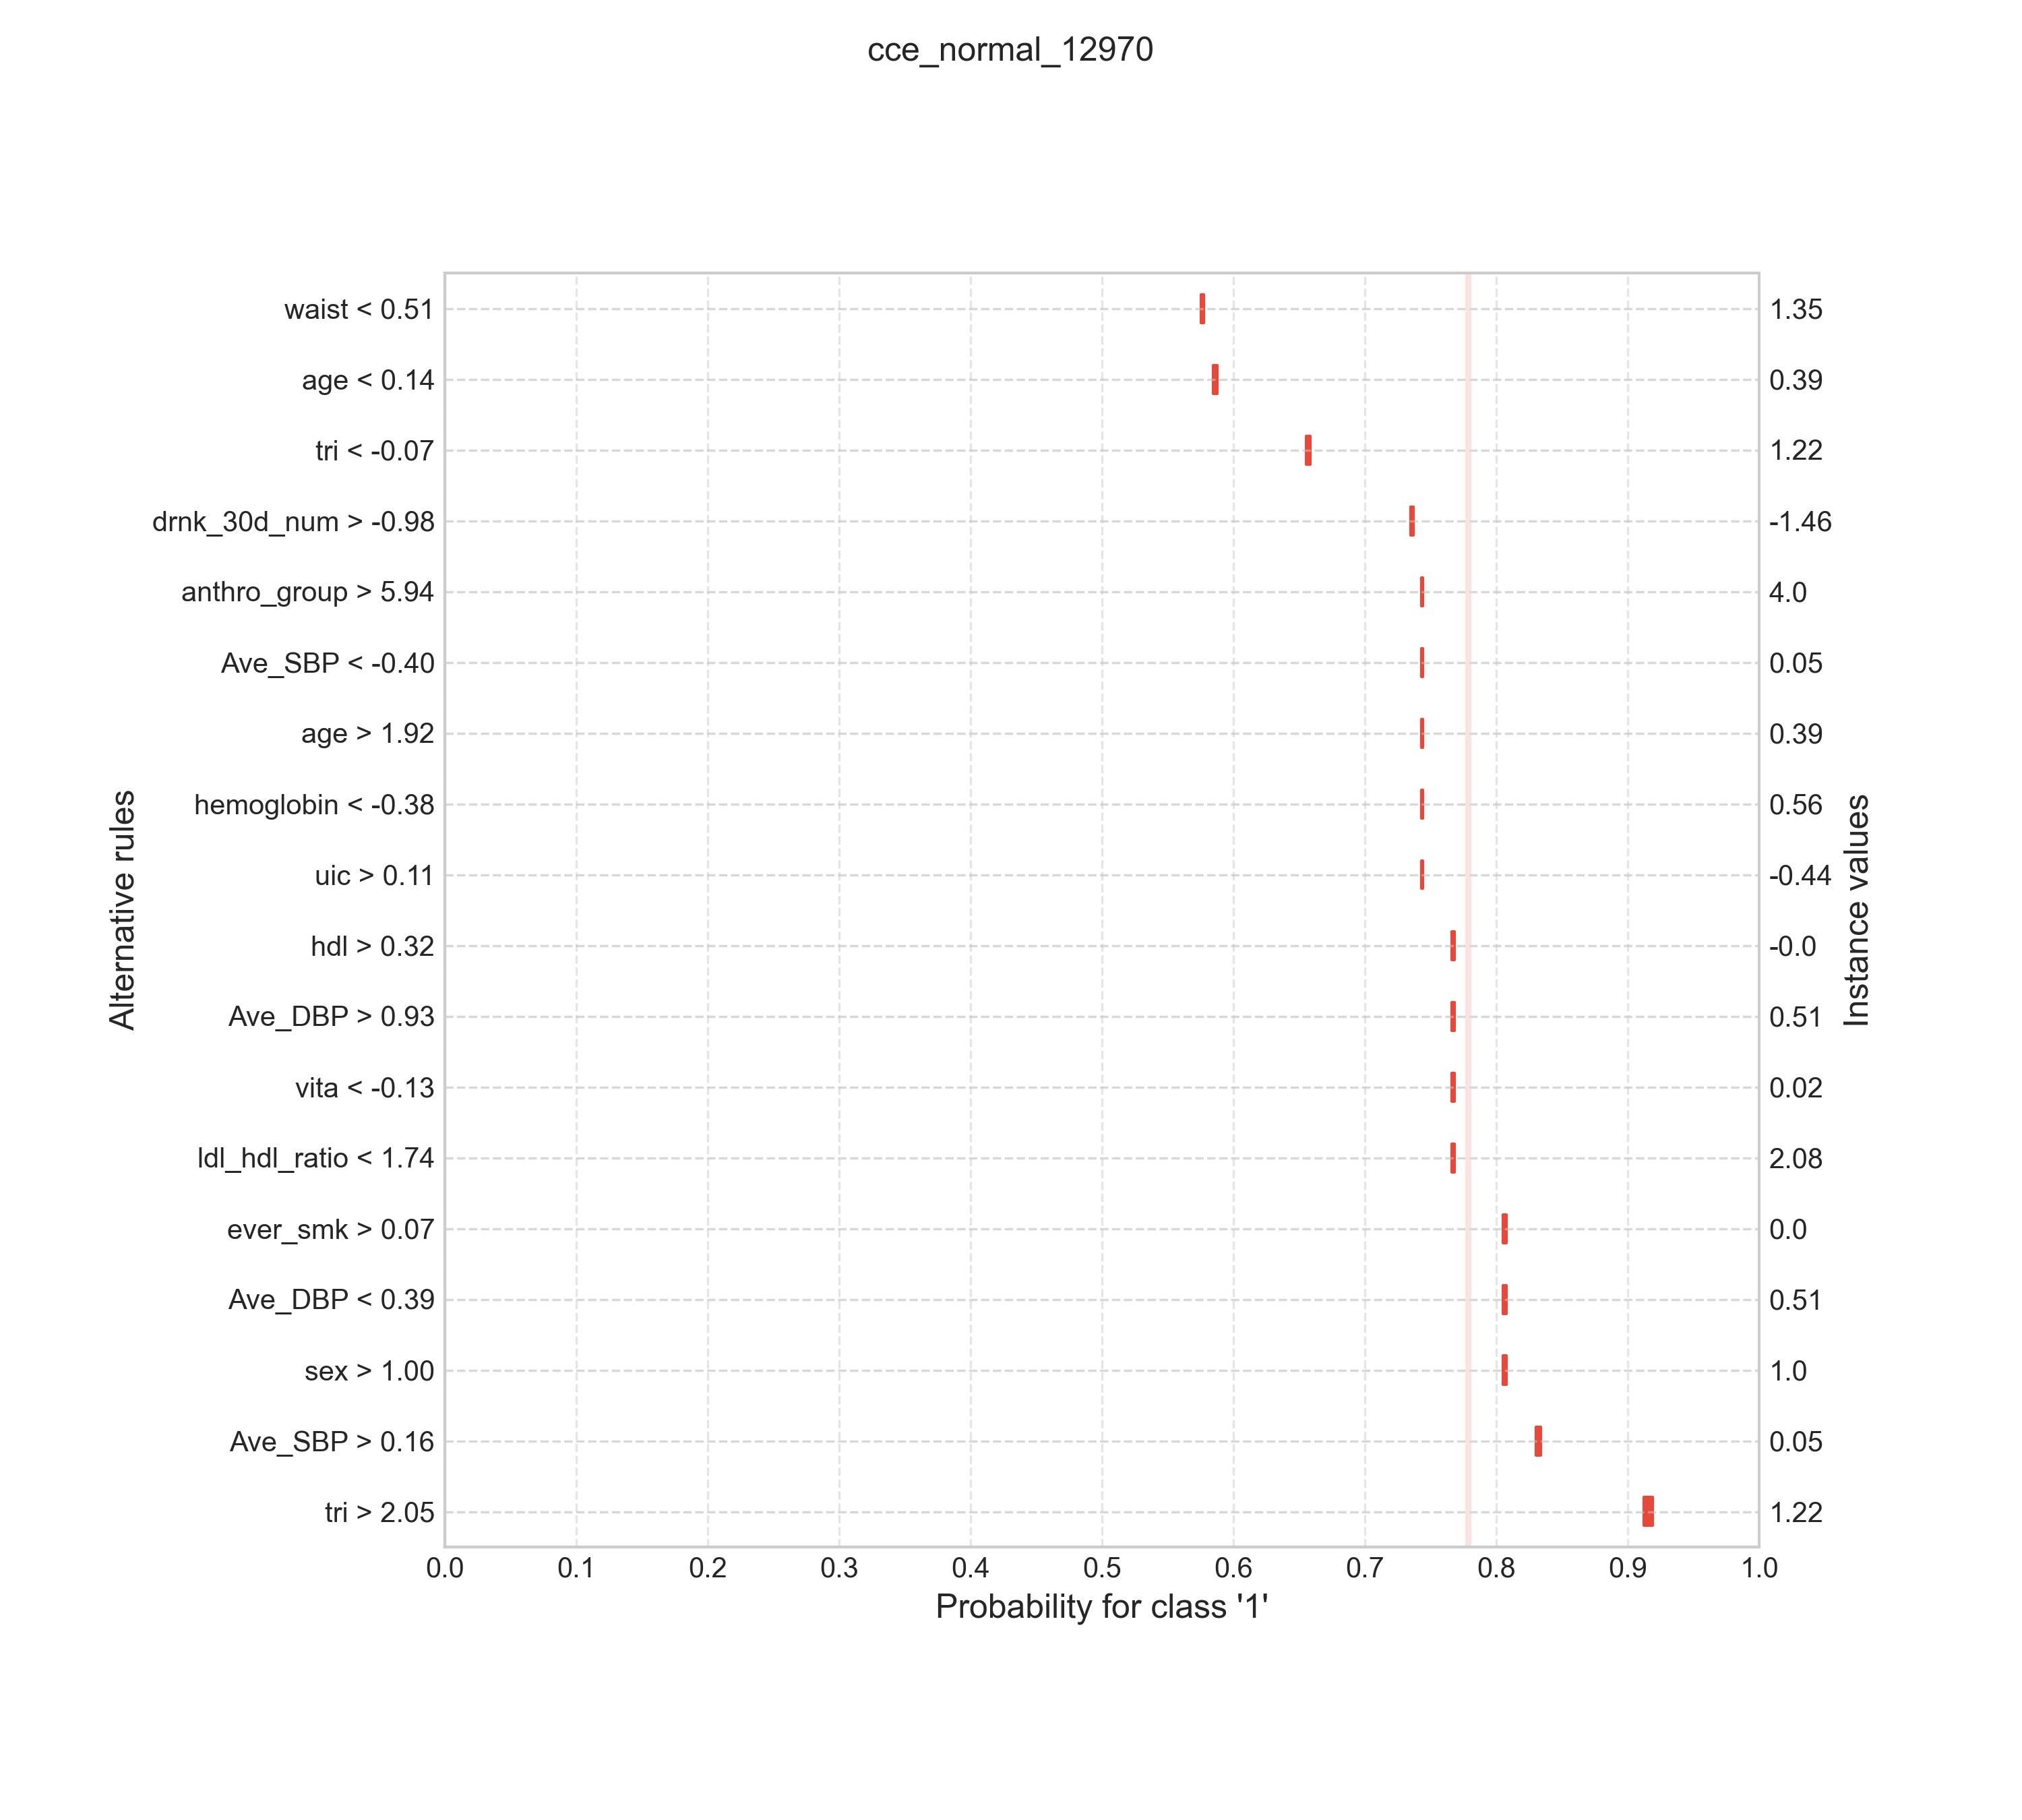 cce_normal_12970
waist < 0.51 1.35
age < 0.14 0.39
tri < -0.07 1.22
drnk_30d_num > -0.98 -1.46
anthro_group > 5.94 4.0
Ave_SBP < -0.40 0.05
age > 1.92 0.39
hemoglobin < -0.38 0.56
uic > 0.11 -0.44
hdl > 0.32 -0.0
Ave_DBP > 0.93 0.51
vita < -0.13 0.02
ldl_hdl_ratio < 1.74 2.08
ever_smk > 0.07 0.0
Ave_DBP < 0.39 0.51
sex > 1.00 1.0
Ave_SBP > 0.16 0.05
tri > 2.05 1.22
Alternative rules
Instance values
0.0 0.1 0.2 0.3 0.4 0.5 0.6 0.7 0.8 0.9 1.0
Probability for class '1'